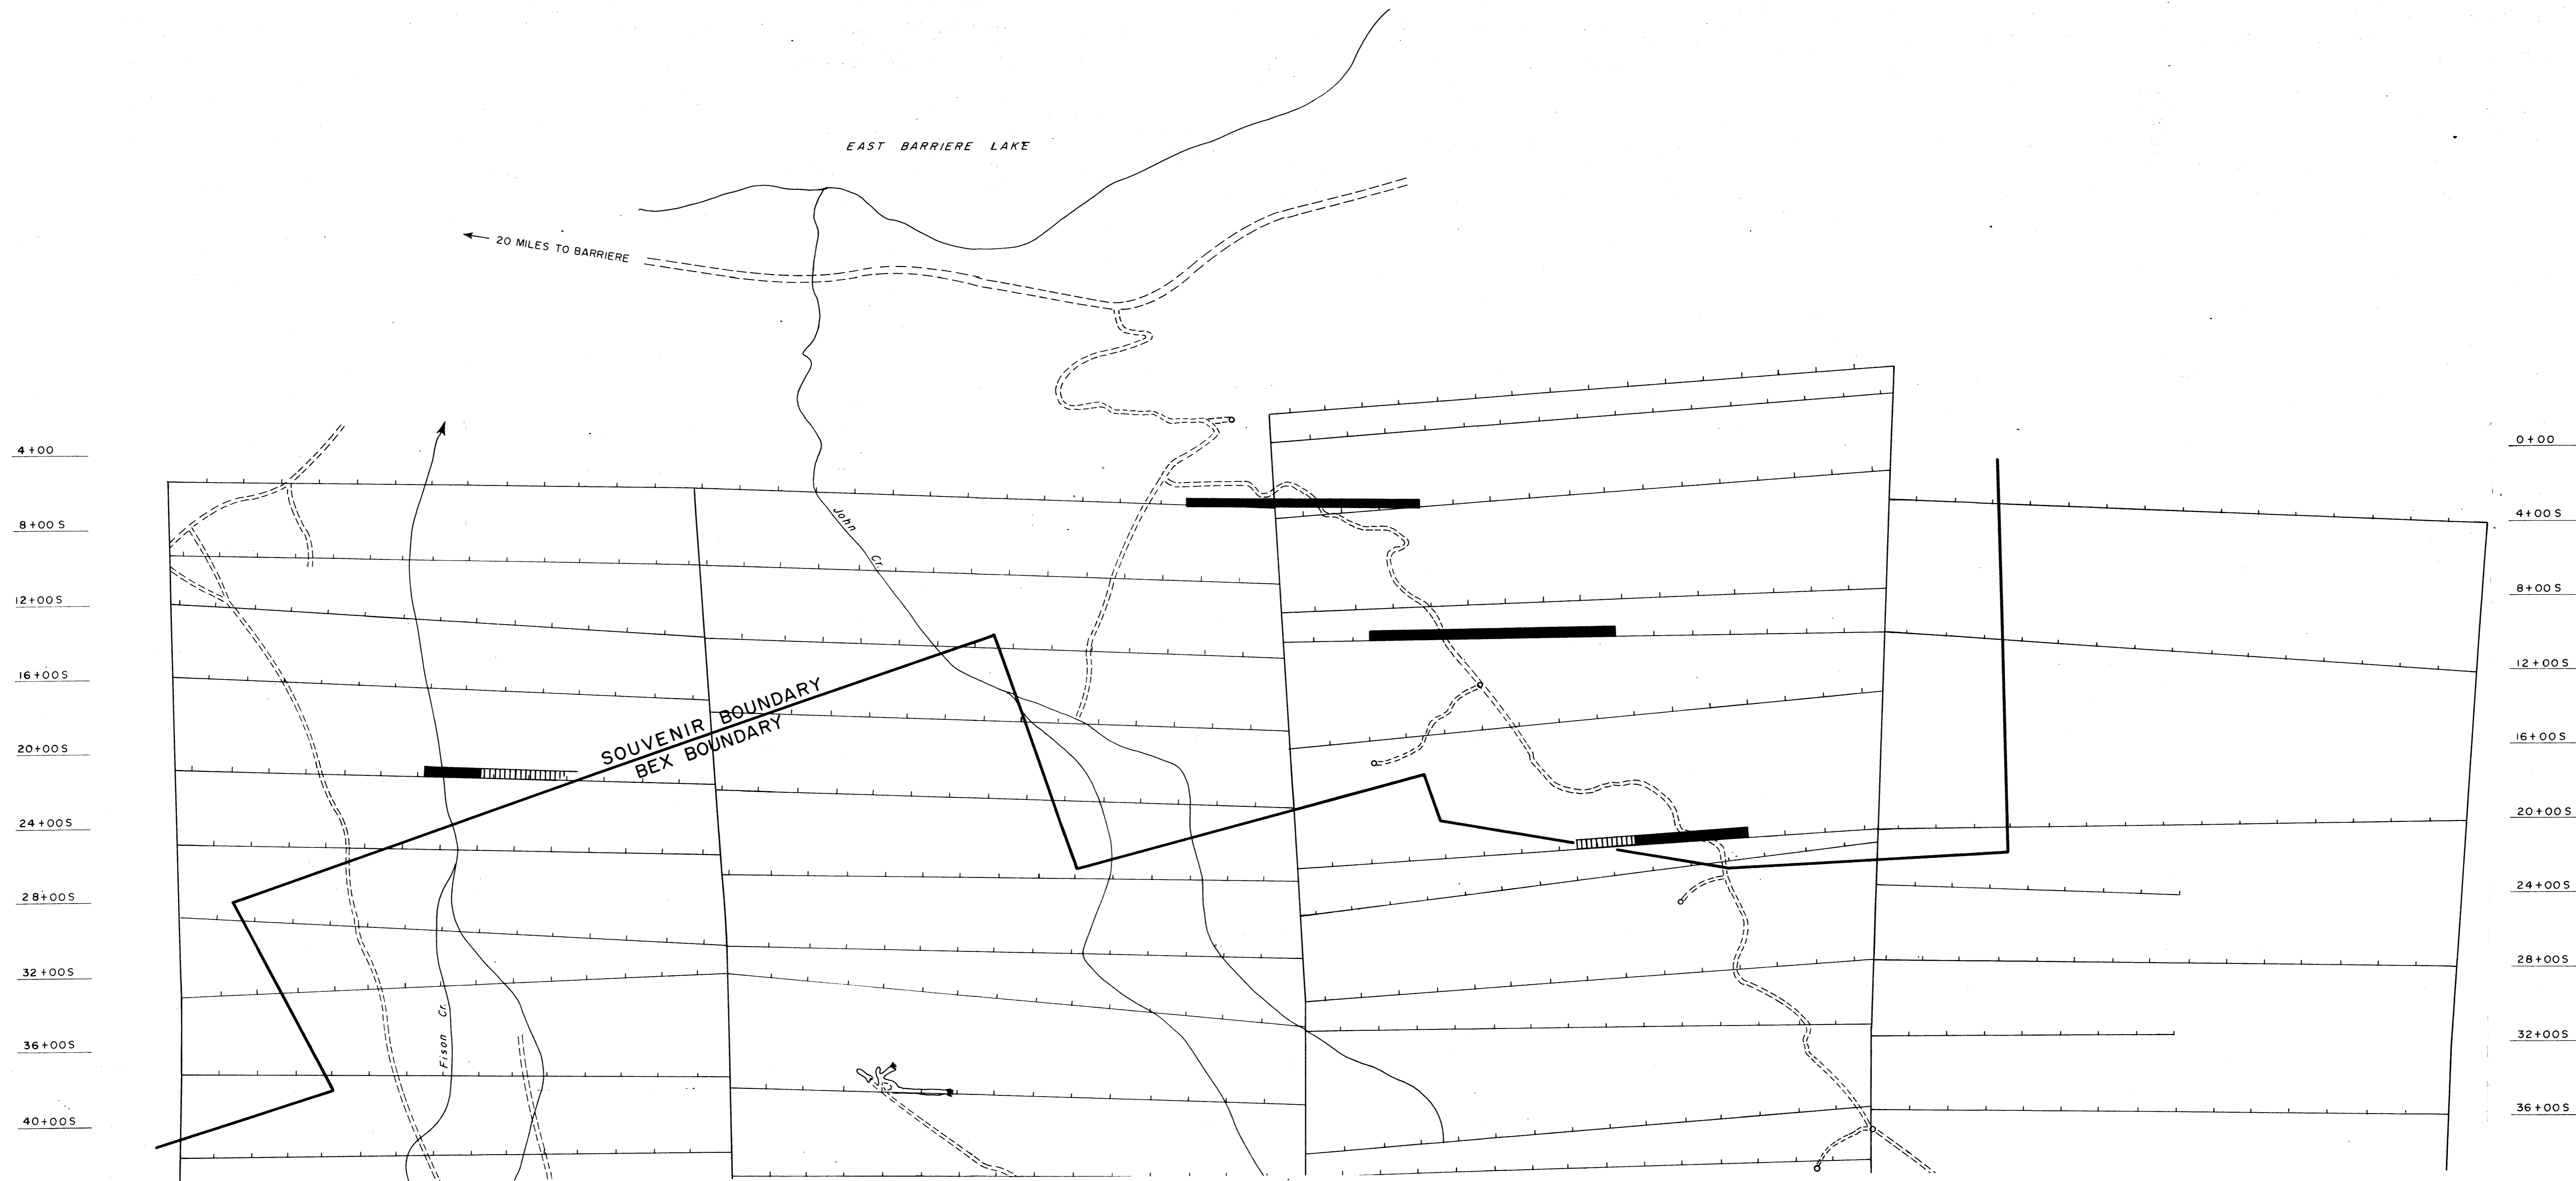 EAST BARRIERE LAKE
20 MILES TO BARRIERE
4+00
8+00 S
12+00S
16+00S
20+00S
24+00S
28+00S
32+00S
36+00S
40+00S
John Cr.
SOUVENIR BOUNDARY
BEX BOUNDARY
Fison Cr.
0+00
4+00S
8+00S
12+00S
16+00S
20+00S
24+00S
28+00S
32+00S
36+00S